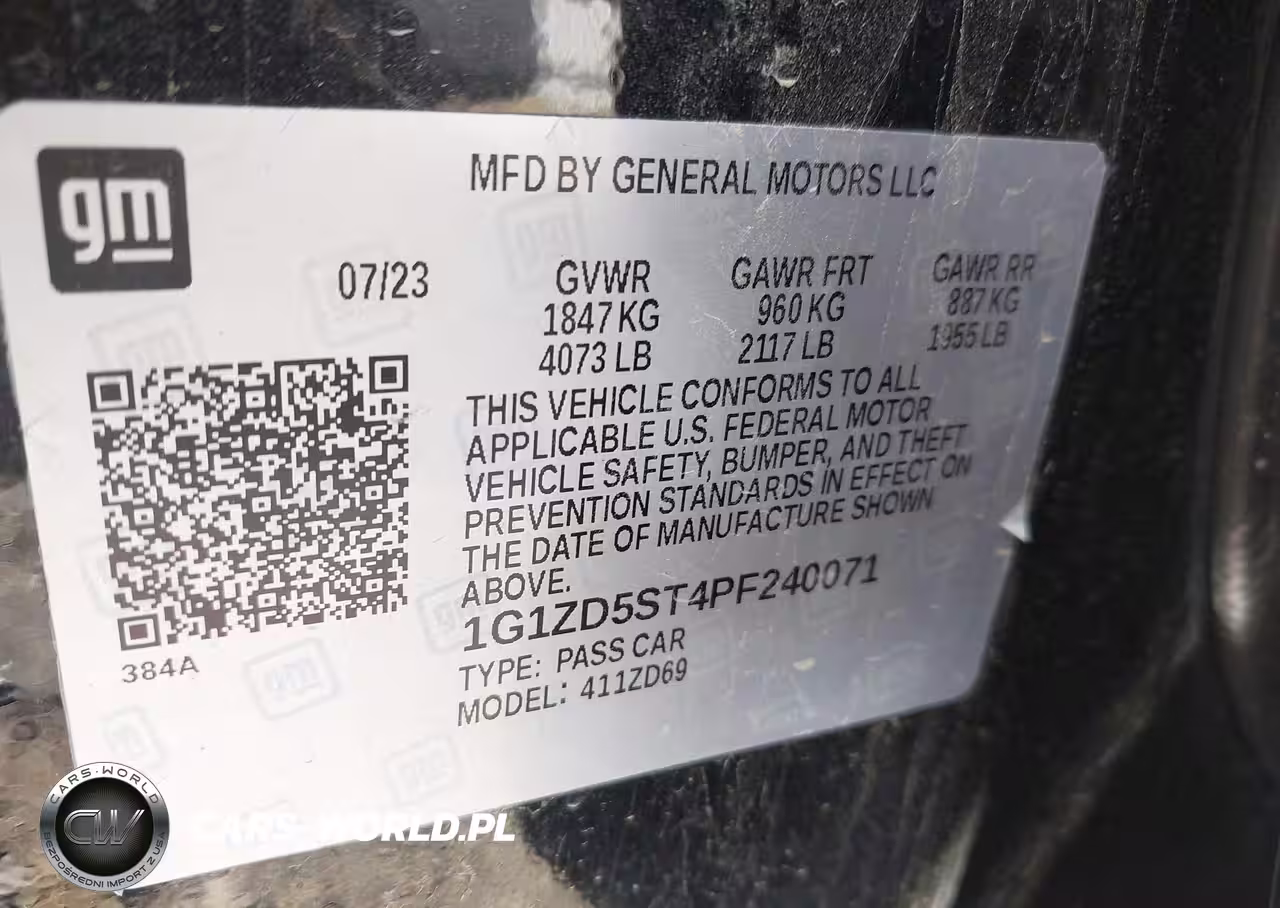 gm
MFD BY GENERAL MOTORS LLC
07/23 GVWR GAWR FRT GAWR RR
1847 KG 960 KG 887 KG
4073 LB 2117 LB 1955 LB
THIS VEHICLE CONFORMS TO ALL
APPLICABLE U.S. FEDERAL MOTOR
VEHICLE SAFETY, BUMPER, AND THEFT
PREVENTION STANDARDS IN EFFECT ON
THE DATE OF MANUFACTURE SHOWN
ABOVE.
1G1ZD5ST4PF240071
TYPE: PASS CAR
MODEL: 411ZD69
384A
CARS-WORLD
CW
BEZPOŚREDNI IMPORT Z USA
CARS-WORLD.PL